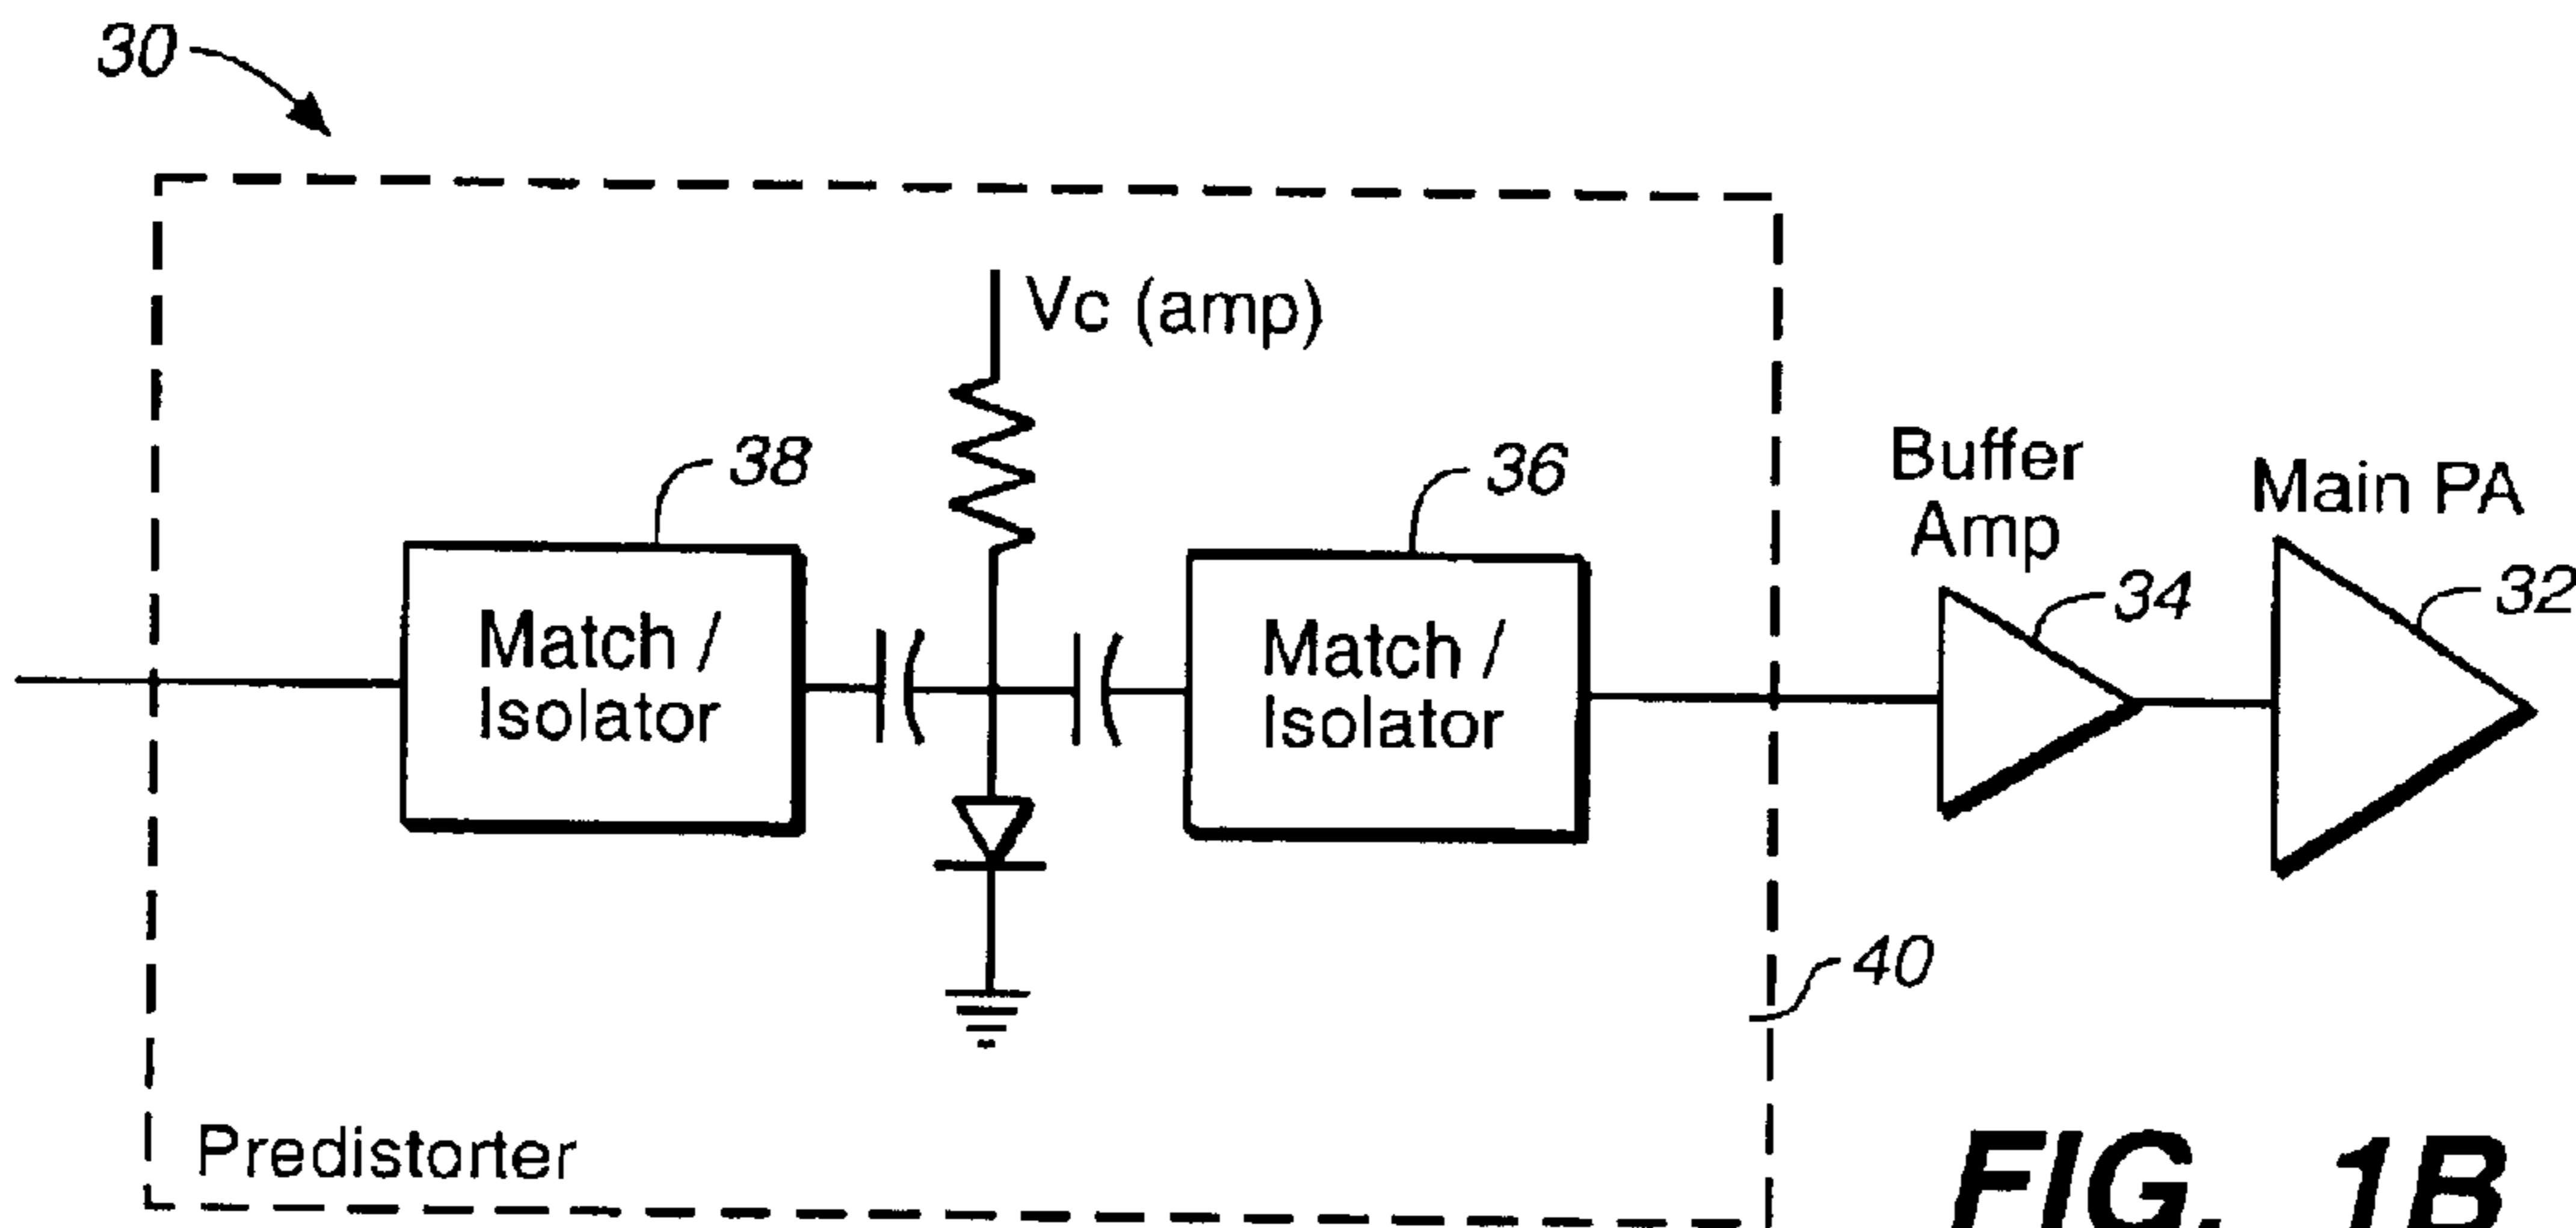 30
Vc (amp)
38
36
Buffer
Amp
Main PA
34
32
Match /
Isolator
Match /
Isolator
40
Predistorter
FIG. 1B